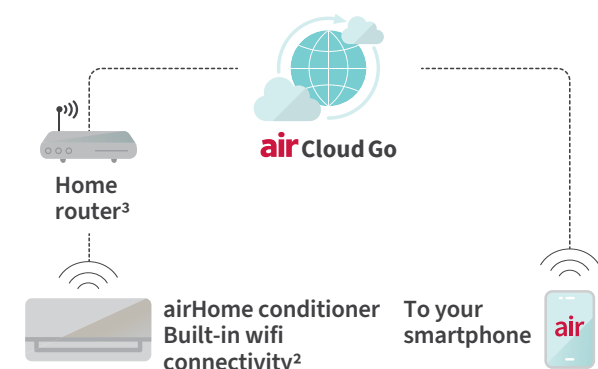 air Cloud Go
Home
router³
airHome conditioner
Built-in wifi
connectivity²
To your
smartphone
air